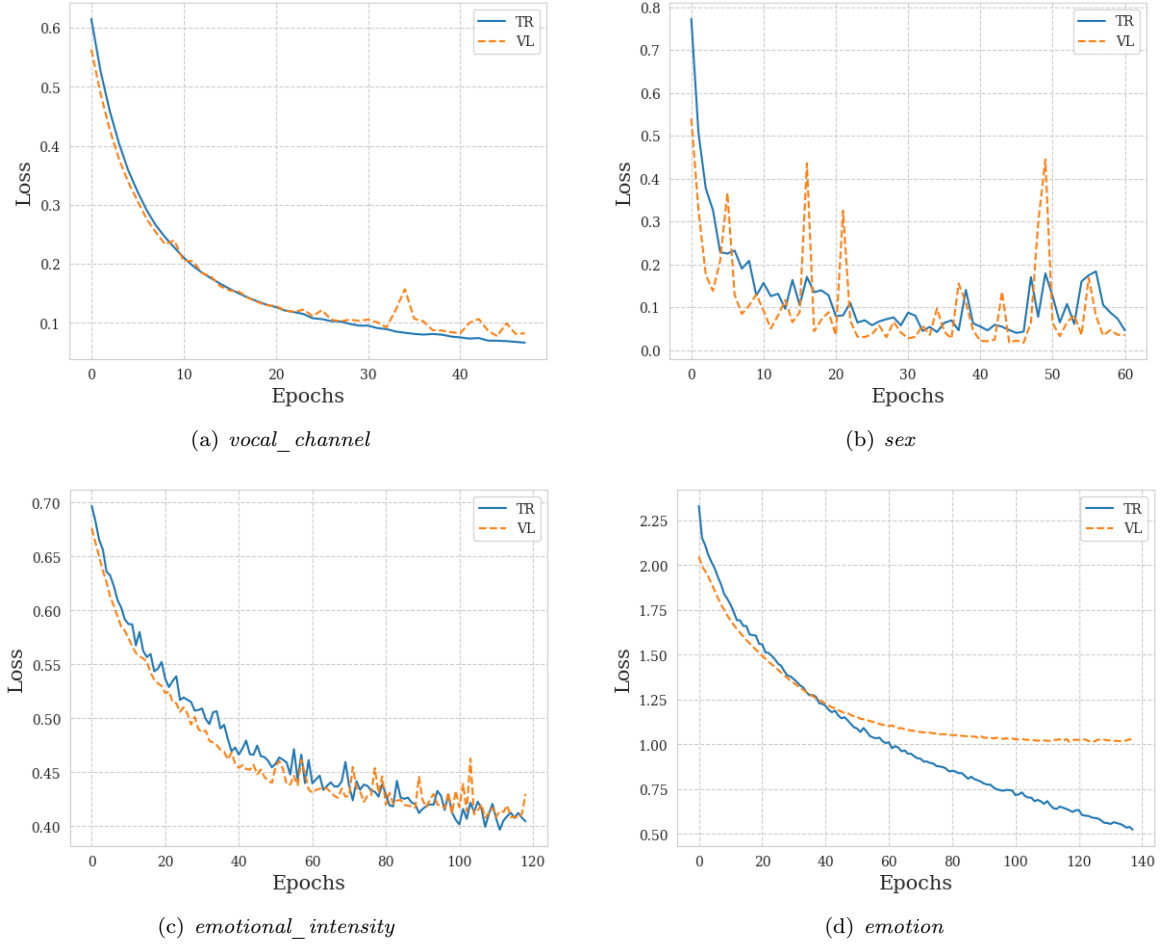 0.6
0.5
0.4
0.3
0.2
0.1
Loss
TR
VL
0 10 20 30 40
Epochs
(a) vocal_channel
0.8
0.7
0.6
0.5
0.4
0.3
0.2
0.1
0.0
Loss
TR
VL
0 10 20 30 40 50 60
Epochs
(b) sex
0.70
0.65
0.60
0.55
0.50
0.45
0.40
Loss
TR
VL
0 20 40 60 80 100 120
Epochs
(c) emotional_intensity
2.25
2.00
1.75
1.50
1.25
1.00
0.75
0.50
Loss
TR
VL
0 20 40 60 80 100 120 140
Epochs
(d) emotion